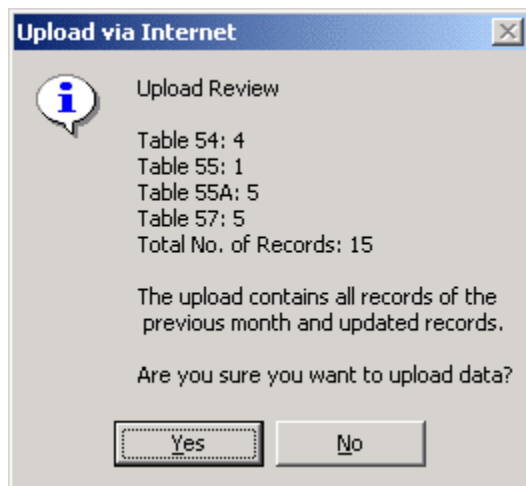 Upload via Internet
Upload Review
Table 54: 4
Table 55: 1
Table 55A: 5
Table 57: 5
Total No. of Records: 15
The upload contains all records of the
previous month and updated records.
Are you sure you want to upload data?
Yes
No